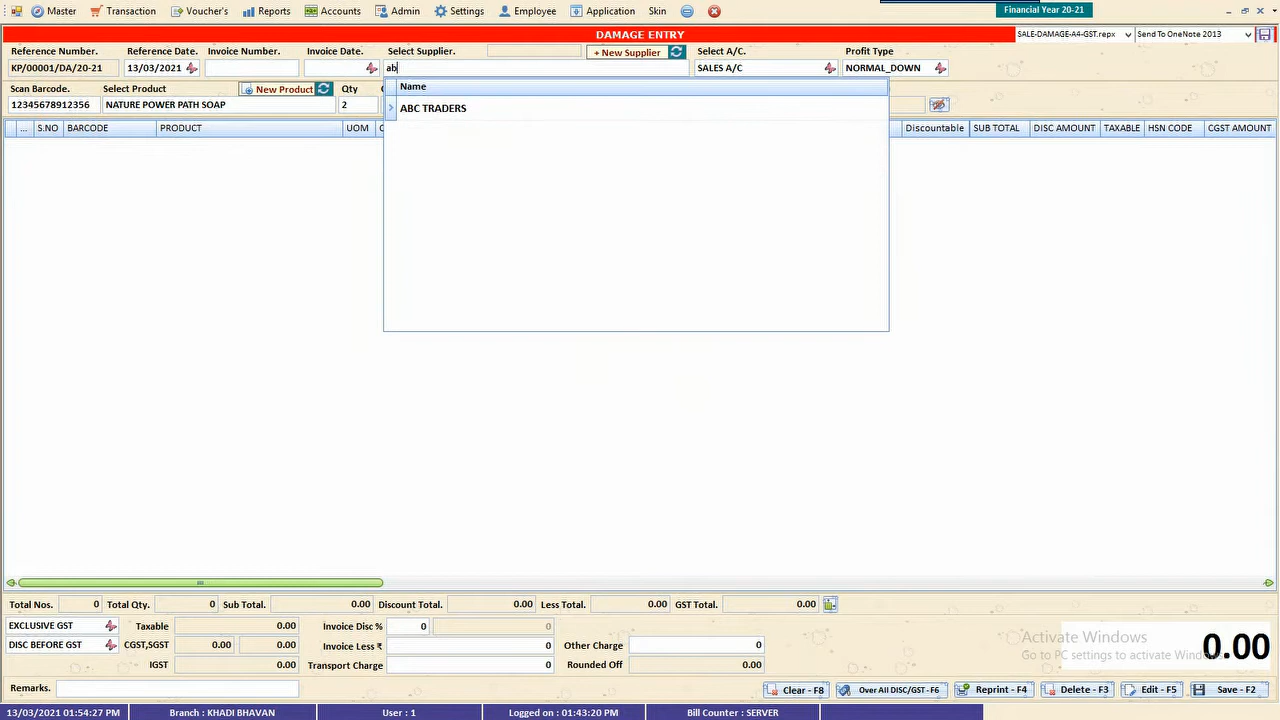 Master Transaction Voucher's Reports Accounts Admin Settings Employee Application Skin Financial Year 20-21
DAMAGE ENTRY SALE-DAMAGE-A4-GST.repx Send To OneNote 2013
Reference Number. Reference Date. Invoice Number. Invoice Date. Select Supplier. + New Supplier Select A/C. Profit Type
KP/00001/DA/20-21 13/03/2021 ab SALES A/C NORMAL_DOWN
Scan Barcode. Select Product New Product Qty Name
12345678912356 NATURE POWER PATH SOAP 2 ABC TRADERS
... S.NO BARCODE PRODUCT UOM Discountable SUB TOTAL DISC AMOUNT TAXABLE HSN CODE CGST AMOUNT
Total Nos. 0 Total Qty. 0 Sub Total. 0.00 Discount Total. 0.00 Less Total. 0.00 GST Total. 0.00
EXCLUSIVE GST Taxable 0.00 Invoice Disc % 0 0
DISC BEFORE GST CGST,SGST 0.00 0.00 Invoice Less ₹ 0 Other Charge 0 0.00
IGST 0.00 Transport Charge 0 Rounded Off 0.00
Activate Windows
Go to PC settings to activate Windows.
Remarks. Clear - F8 Over All DISC/GST - F6 Reprint - F4 Delete - F3 Edit - F5 Save - F2
13/03/2021 01:54:27 PM Branch : KHADI BHAVAN User : 1 Logged on : 01:43:20 PM Bill Counter : SERVER